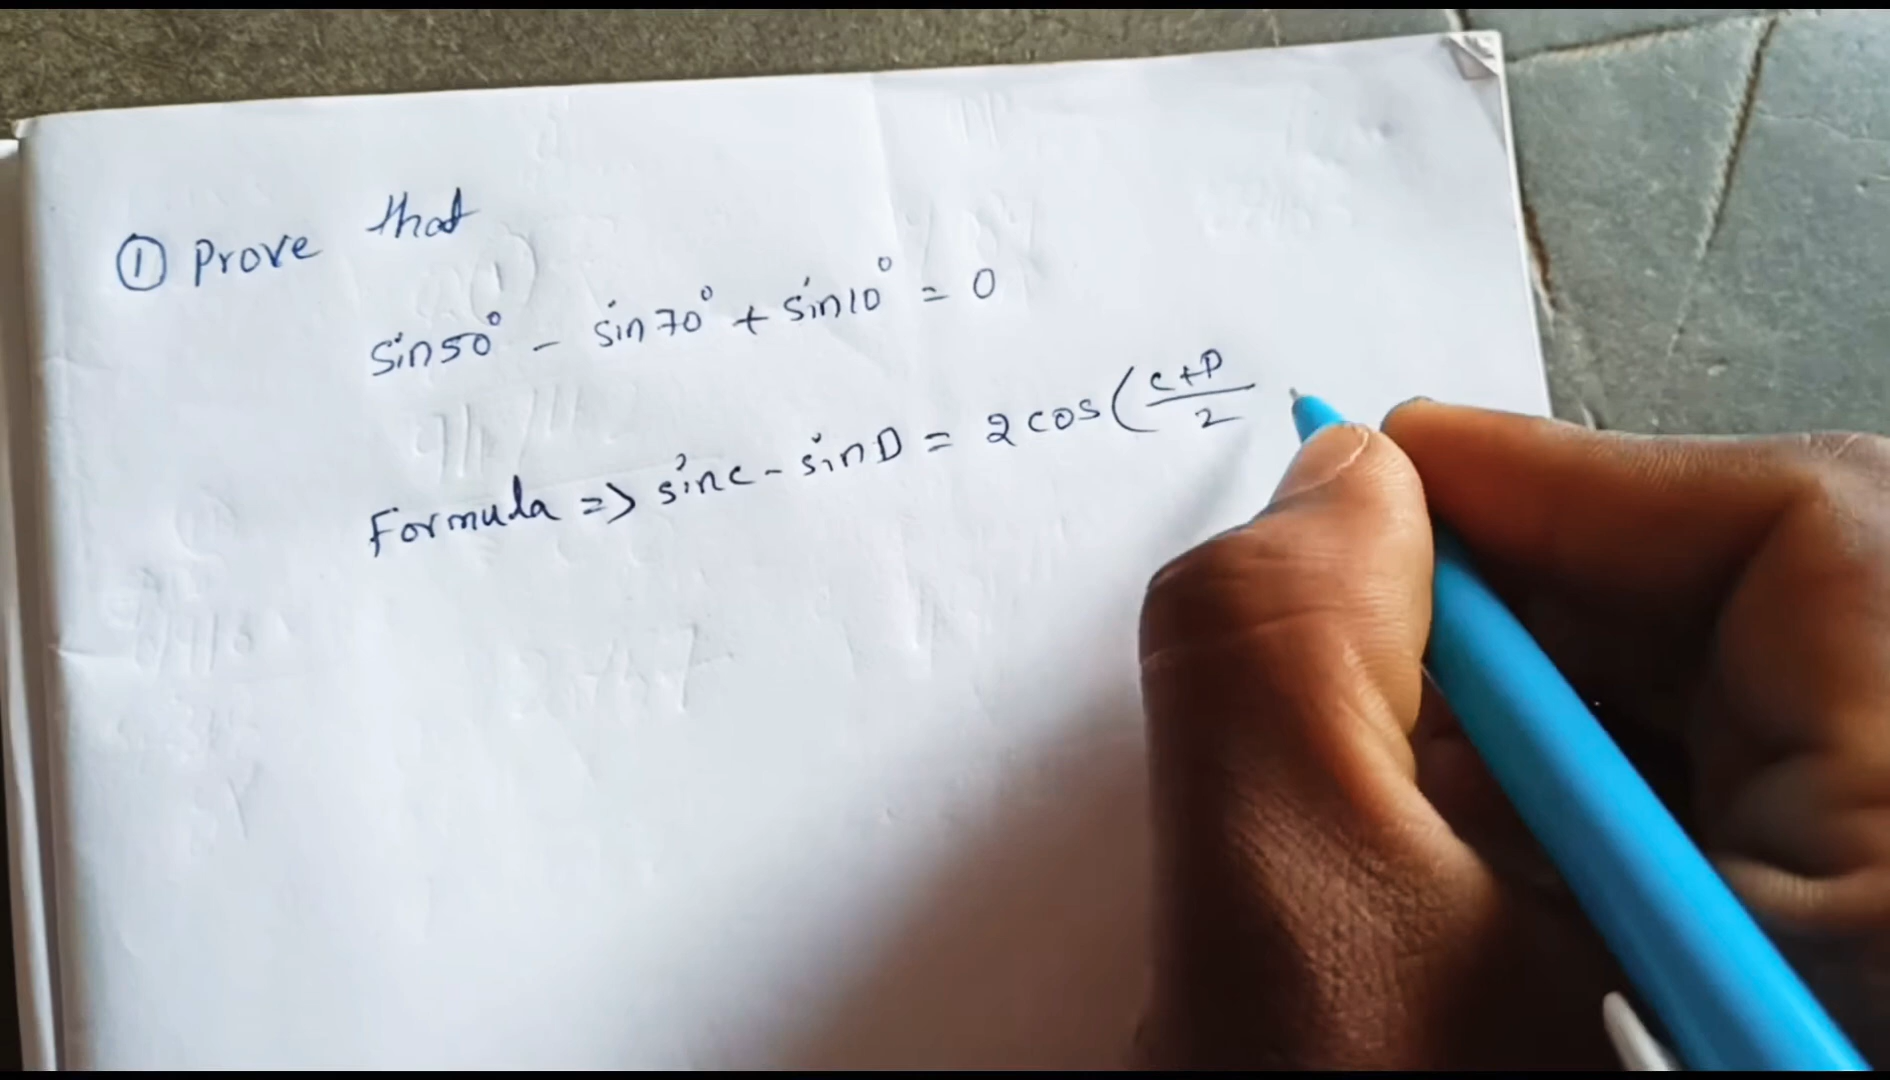 ① Prove that
sin50° - sin70° + sin10° = 0
Formula => sinc - sinD = 2cos(c+D/2